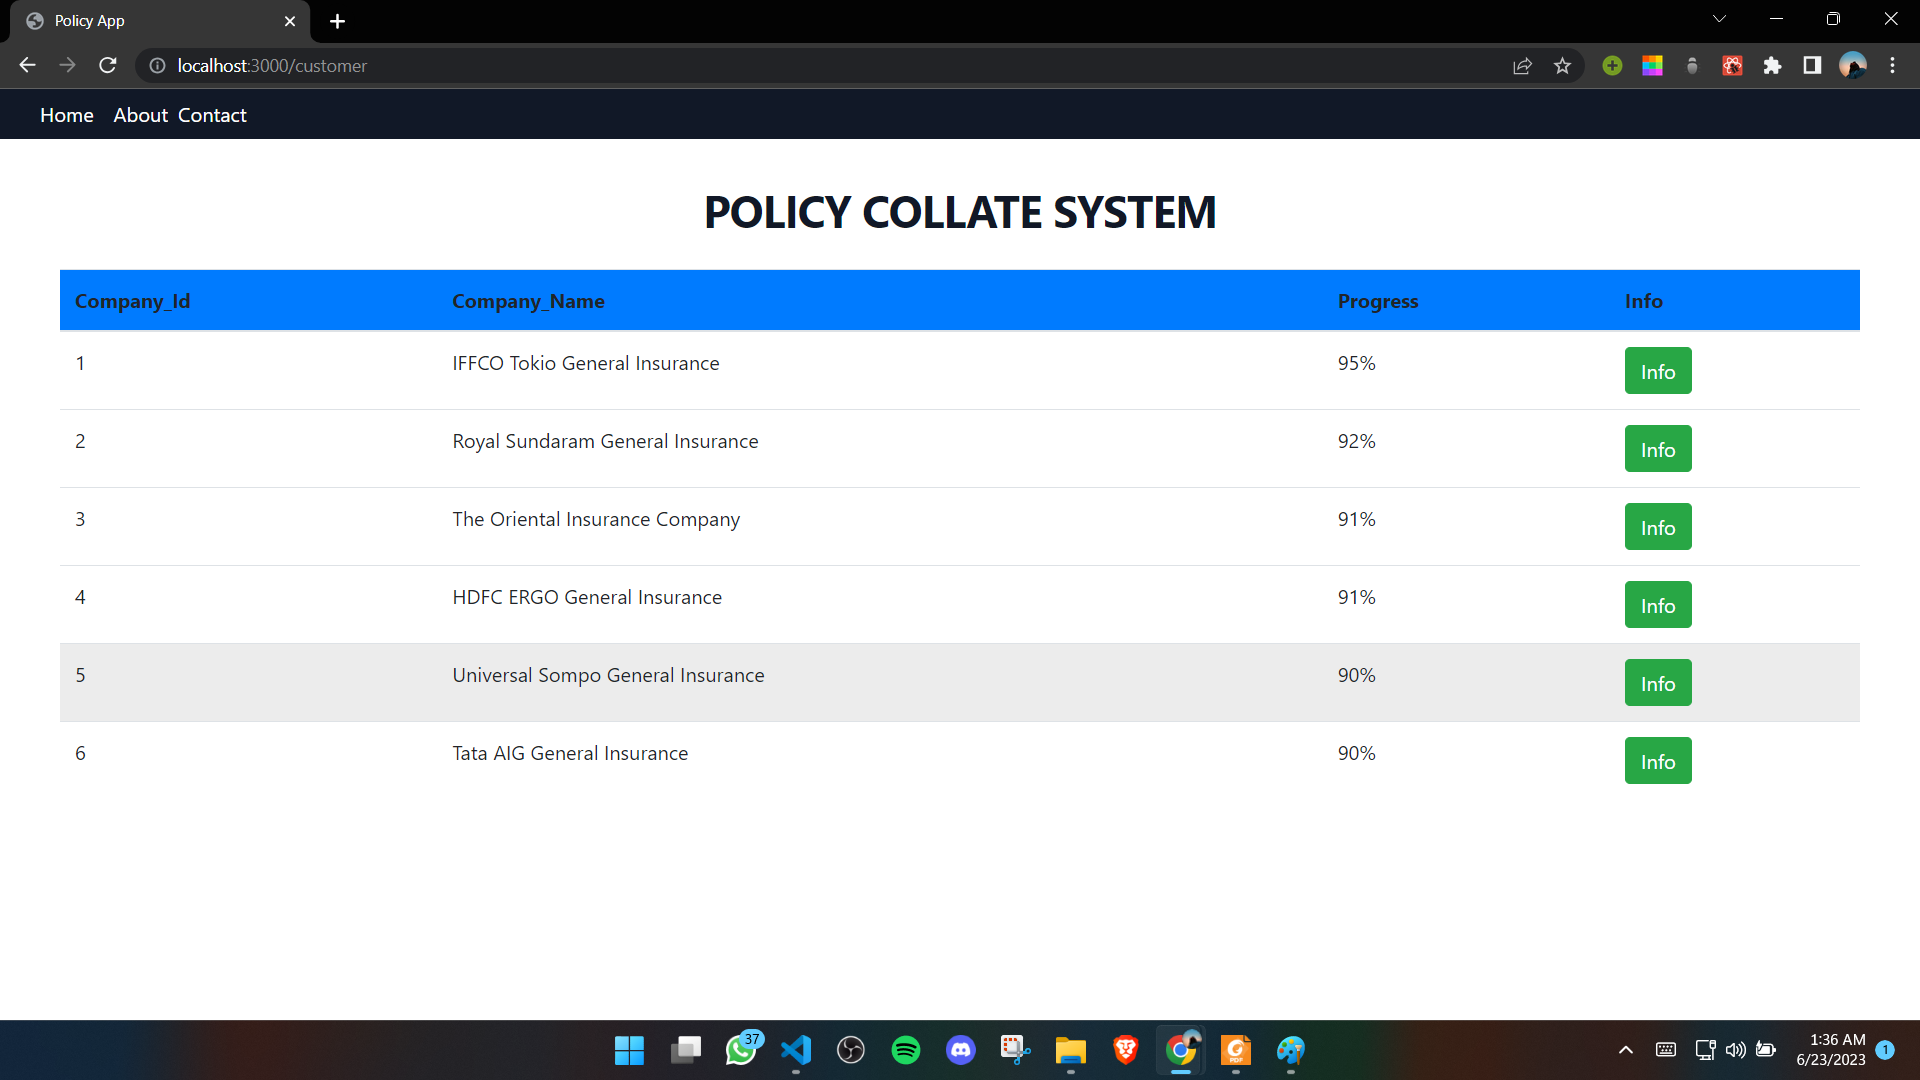 Policy App
localhost:3000/customer
Home About Contact
POLICY COLLATE SYSTEM
Company_Id Company_Name Progress Info
1 IFFCO Tokio General Insurance 95% Info
2 Royal Sundaram General Insurance 92% Info
3 The Oriental Insurance Company 91% Info
4 HDFC ERGO General Insurance 91% Info
5 Universal Sompo General Insurance 90% Info
6 Tata AIG General Insurance 90% Info
37
PDF
1:36 AM
6/23/2023
1